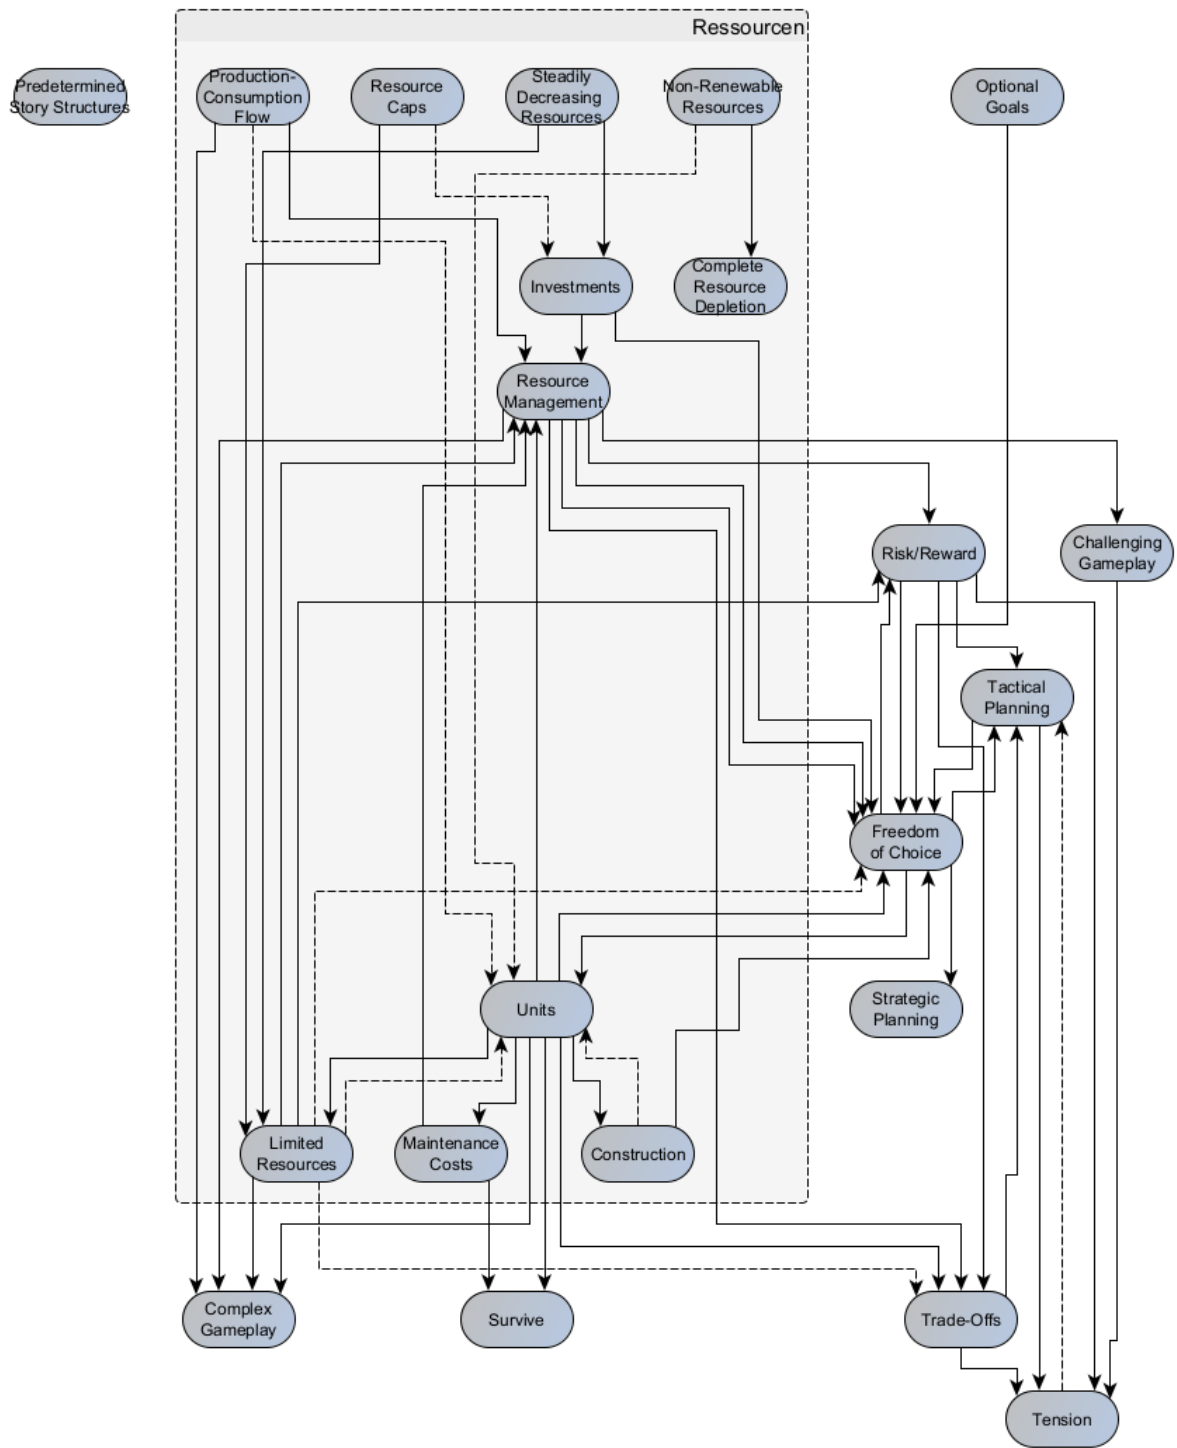 Ressourcen
Predetermined
Story Structures
Production-
Consumption
Flow
Resource
Caps
Steadily
Decreasing
Resources
Non-Renewable
Resources
Optional
Goals
Investments
Complete
Resource
Depletion
Resource
Management
Risk/Reward
Challenging
Gameplay
Tactical
Planning
Freedom
of Choice
Units
Strategic
Planning
Limited
Resources
Maintenance
Costs
Construction
Complex
Gameplay
Survive
Trade-Offs
Tension